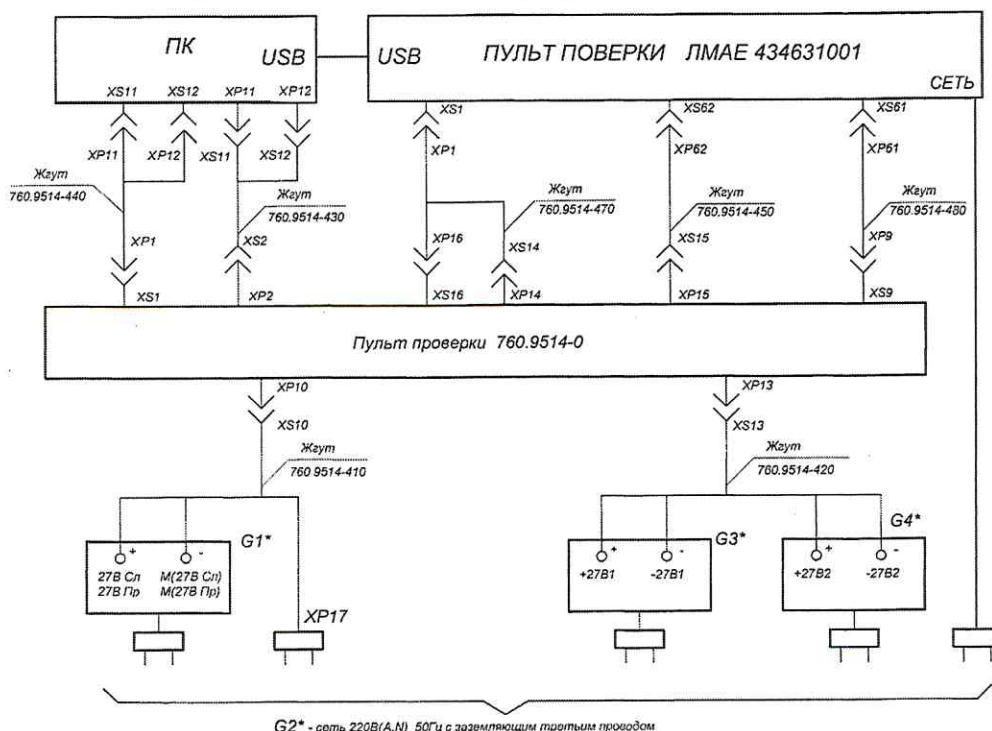 ПК
USB
USB
ПУЛЬТ ПОВЕРКИ ЛМАЕ 434631001
СЕТЬ
XS11 XS12 XP11 XP12
XS1 XS62 XS61
XP11 XP12 XS11 XS12
XP1 XP62 XP61
Жгут
760.9514-440
Жгут
760.9514-430
Жгут
760.9514-470
Жгут
760.9514-450
Жгут
760.9514-480
XP1 XS2 XP16 XS14 XS15 XP9
XS1 XP2 XS16 XP14 XP15 XS9
Пульт проверки 760.9514-0
XP10 XP13
XS10 XS13
Жгут
760.9514-410
Жгут
760.9514-420
G1*
+ -
27В Сл М(27В Сл)
27В Пр М(27В Пр)
G3*
+ -
+27В1 -27В1
G4*
+ -
+27В2 -27В2
XP17
G2* - сеть 220В(А,N) 50Гц с заземляющим третьим проводом